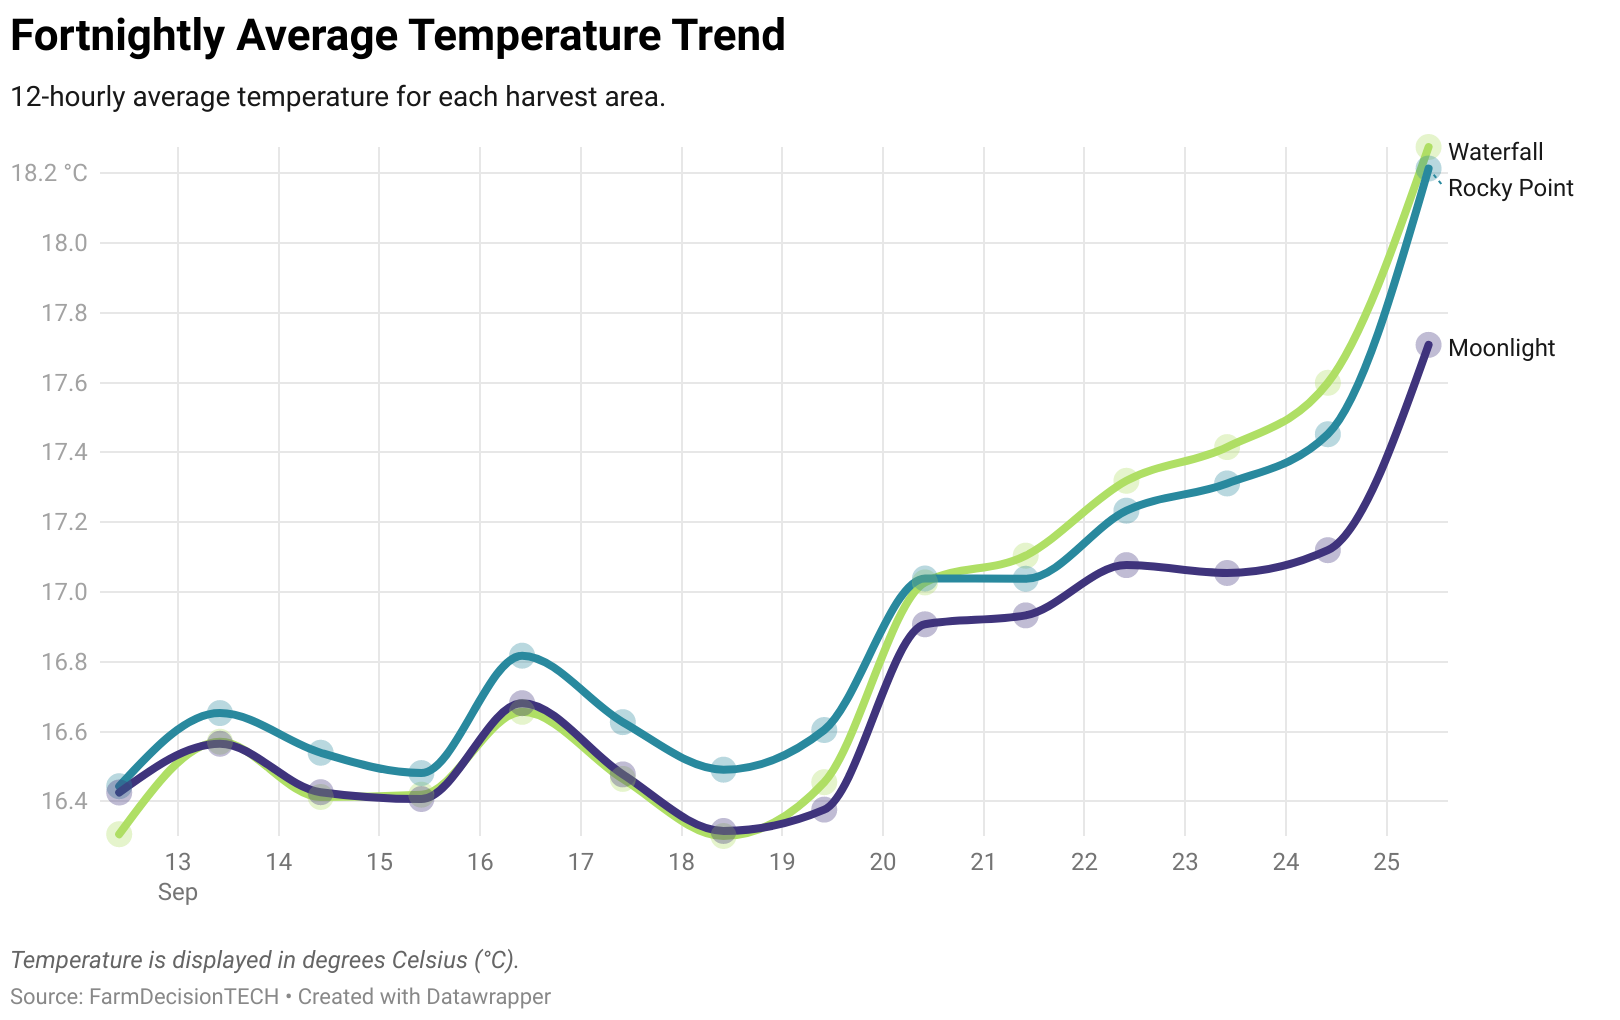 Fortnightly Average Temperature Trend
12-hourly average temperature for each harvest area.
18.2 °C
18.0
17.8
17.6
17.4
17.2
17.0
16.8
16.6
16.4
Waterfall
Rocky Point
Moonlight
13 14 15 16 17 18 19 20 21 22 23 24 25
Sep
Temperature is displayed in degrees Celsius (°C).
Source: FarmDecisionTECH • Created with Datawrapper